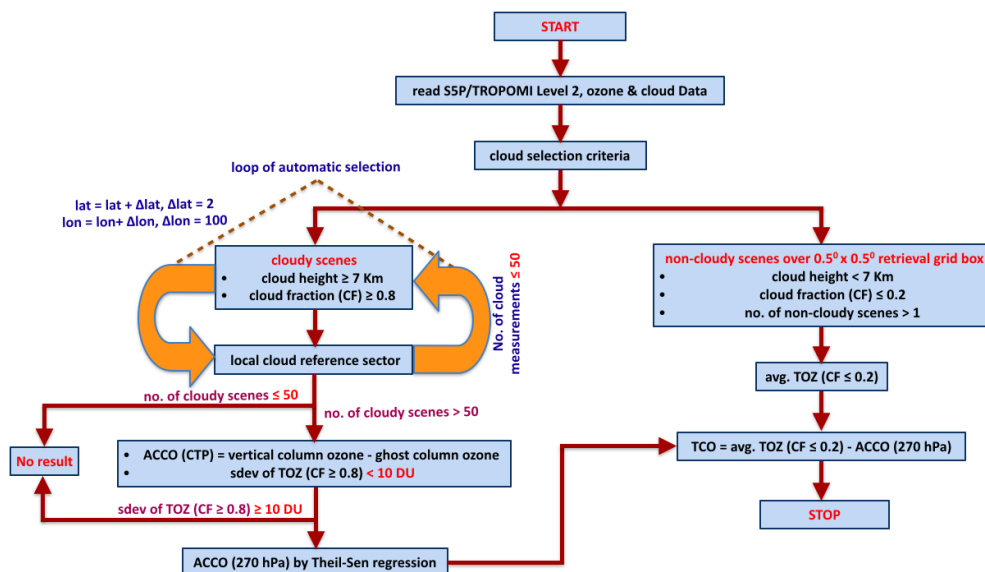 START
read S5P/TROPOMI Level 2, ozone & cloud Data
cloud selection criteria
loop of automatic selection
lat = lat + Δlat, Δlat = 2
lon = lon+ Δlon, Δlon = 100
cloudy scenes
• cloud height ≥ 7 Km
• cloud fraction (CF) ≥ 0.8
No. of cloud
measurements ≤ 50
local cloud reference sector
no. of cloudy scenes ≤ 50
no. of cloudy scenes > 50
No result
• ACCO (CTP) = vertical column ozone - ghost column ozone
• sdev of TOZ (CF ≥ 0.8) < 10 DU
sdev of TOZ (CF ≥ 0.8) ≥ 10 DU
ACCO (270 hPa) by Theil-Sen regression
non-cloudy scenes over 0.5⁰ x 0.5⁰ retrieval grid box
• cloud height < 7 Km
• cloud fraction (CF) ≤ 0.2
• no. of non-cloudy scenes > 1
avg. TOZ (CF ≤ 0.2)
TCO = avg. TOZ (CF ≤ 0.2) - ACCO (270 hPa)
STOP